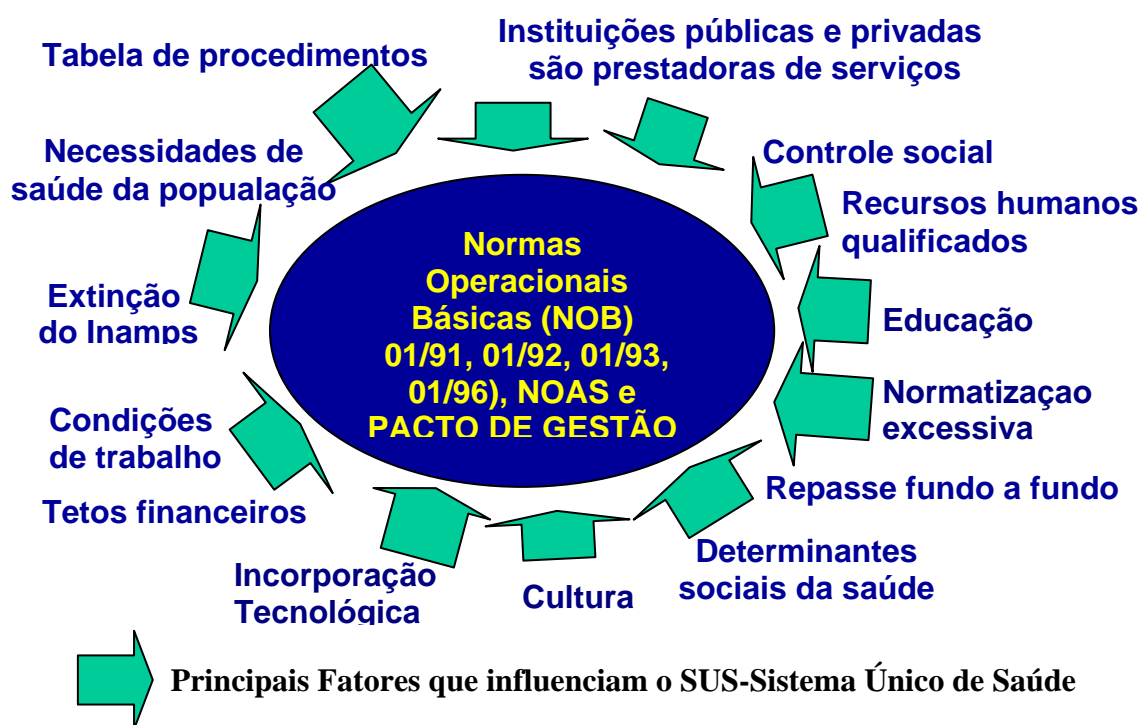 Tabela de procedimentos
Instituições públicas e privadas
são prestadoras de serviços
Necessidades de
saúde da popualação
Controle social
Recursos humanos
qualificados
Normas
Operacionais
Básicas (NOB)
01/91, 01/92, 01/93,
01/96), NOAS e
PACTO DE GESTÃO
Extinção
do Inamps
Educação
Condições
de trabalho
Normatizaçao
excessiva
Tetos financeiros
Repasse fundo a fundo
Incorporação
Tecnológica
Cultura
Determinantes
sociais da saúde
Principais Fatores que influenciam o SUS-Sistema Único de Saúde